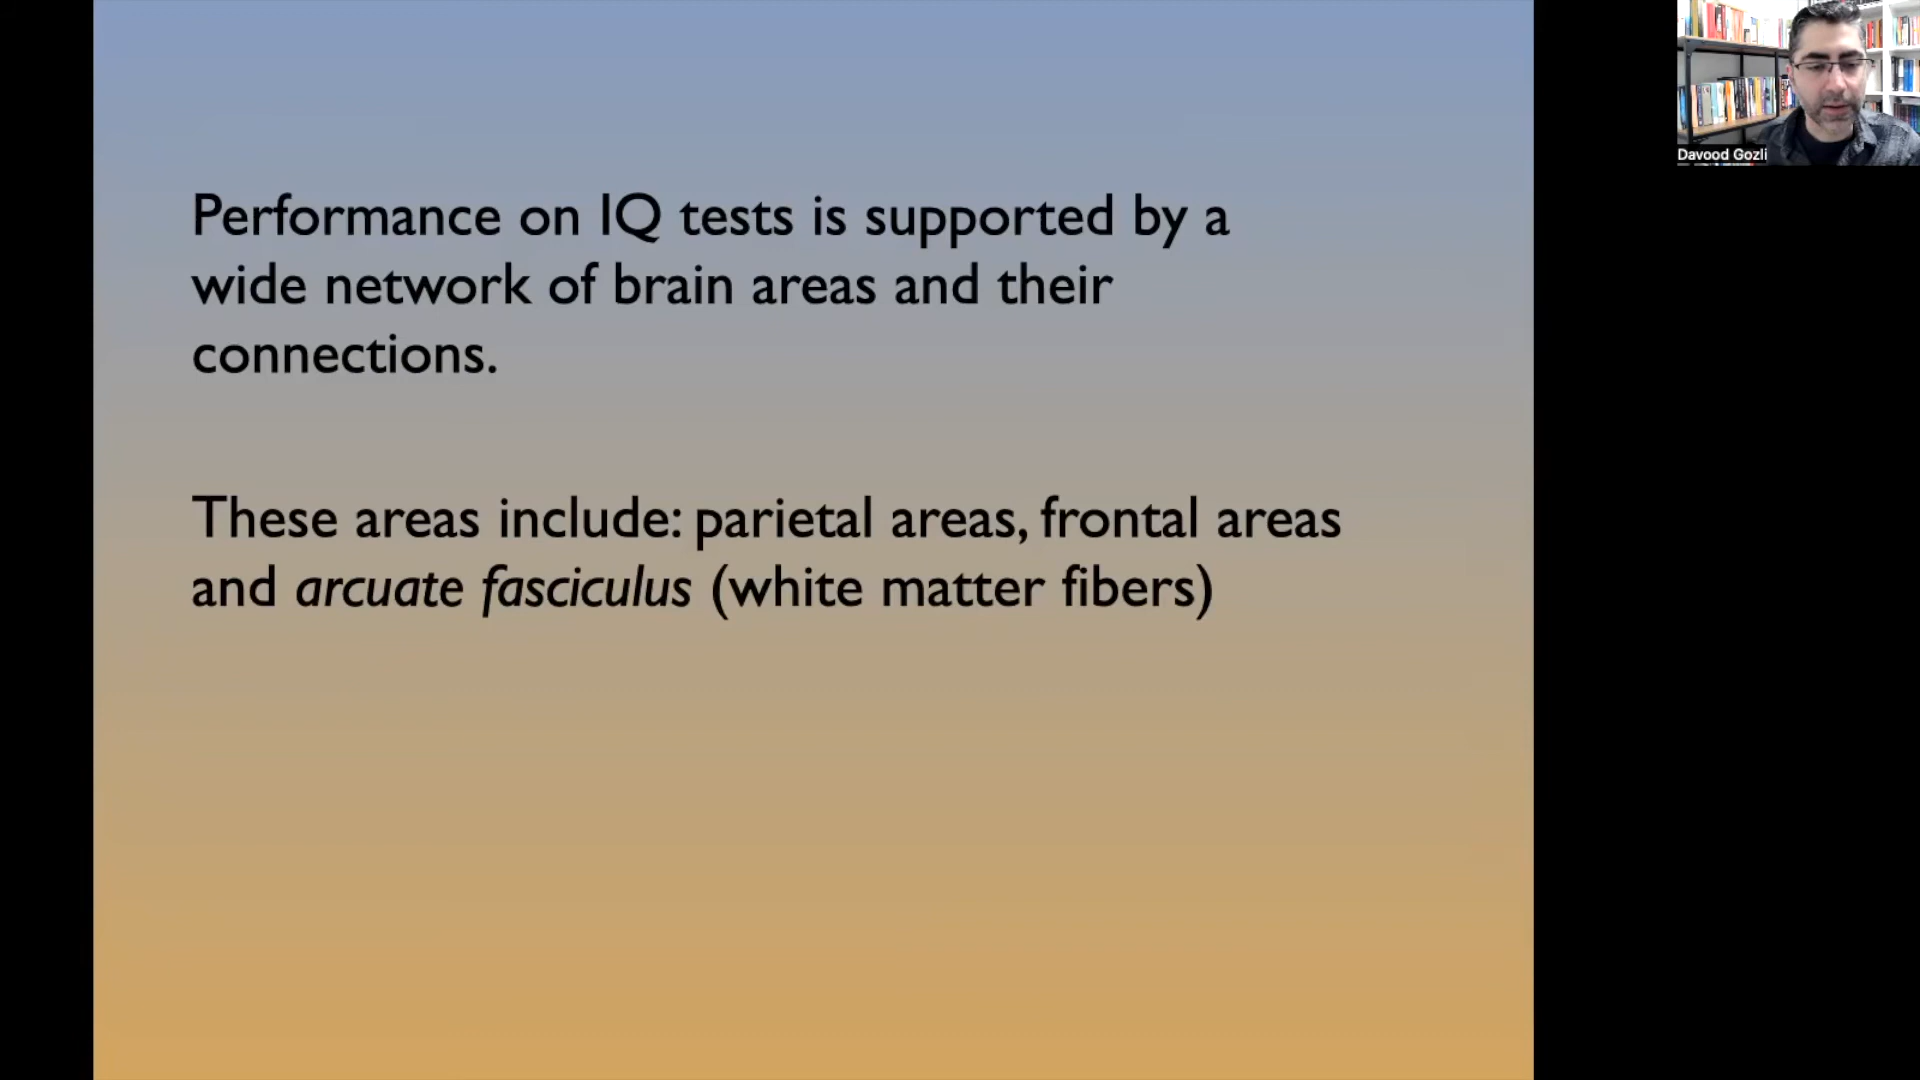 Performance on IQ tests is supported by a
wide network of brain areas and their
connections.
These areas include: parietal areas, frontal areas
and arcuate fasciculus (white matter fibers)
Davood Gozli